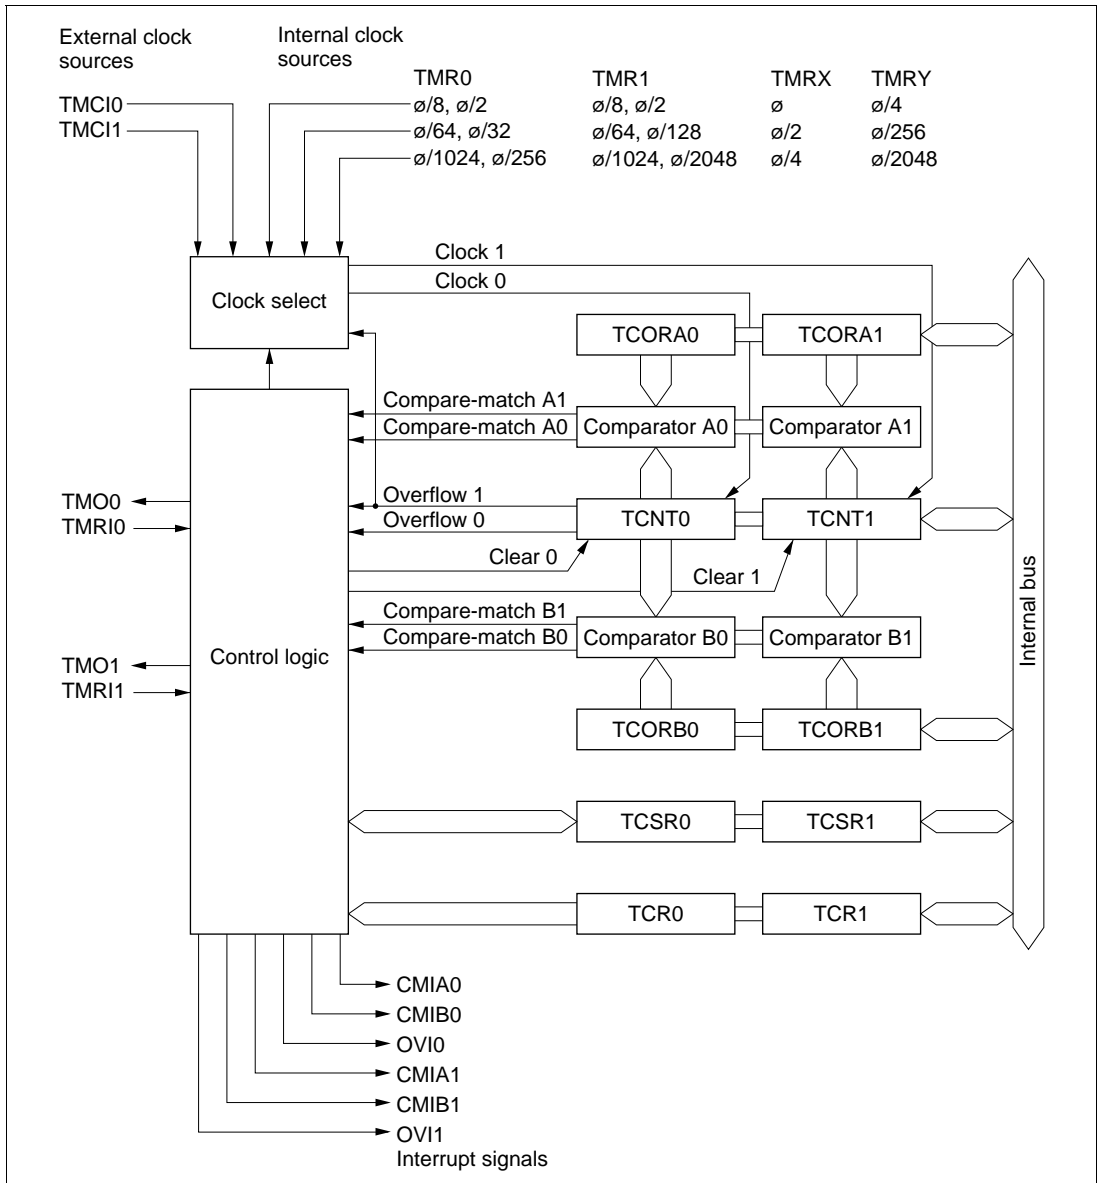 External clock
sources
Internal clock
sources
TMR0 TMR1 TMRX TMRY
TMCI0 ø/8, ø/2 ø/8, ø/2 ø ø/4
TMCI1 ø/64, ø/32 ø/64, ø/128 ø/2 ø/256
ø/1024, ø/256 ø/1024, ø/2048 ø/4 ø/2048
Clock 1
Clock 0
Clock select
TCORA0 TCORA1
Compare-match A1
Compare-match A0
Comparator A0 Comparator A1
TMO0
TMRI0
Overflow 1
Overflow 0
TCNT0 TCNT1
Clear 0
Clear 1
Internal bus
Compare-match B1
Compare-match B0
Comparator B0 Comparator B1
Control logic
TMO1
TMRI1
TCORB0 TCORB1
TCSR0 TCSR1
TCR0 TCR1
CMIA0
CMIB0
OVI0
CMIA1
CMIB1
OVI1
Interrupt signals